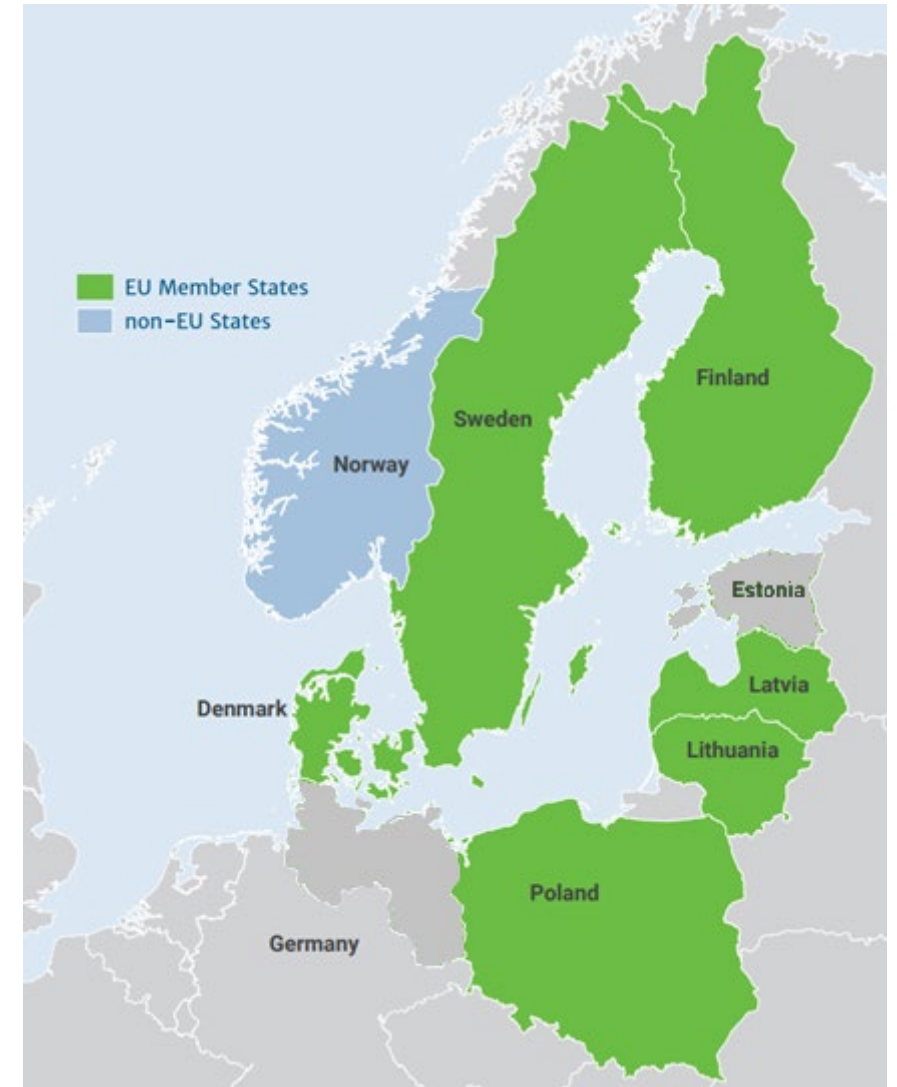 EU Member States
non-EU States
Finland
Sweden
Norway
Estonia
Latvia
Denmark
Lithuania
Poland
Germany